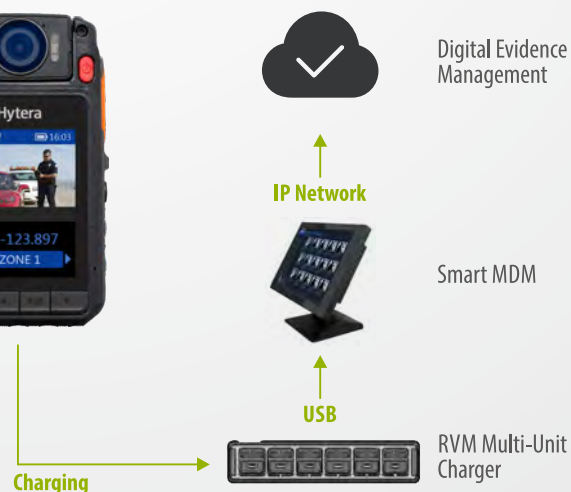 Hytera
16:03
-123.897
ZONE 1
Charging
Digital Evidence
Management
IP Network
Smart MDM
USB
RVM Multi-Unit
Charger